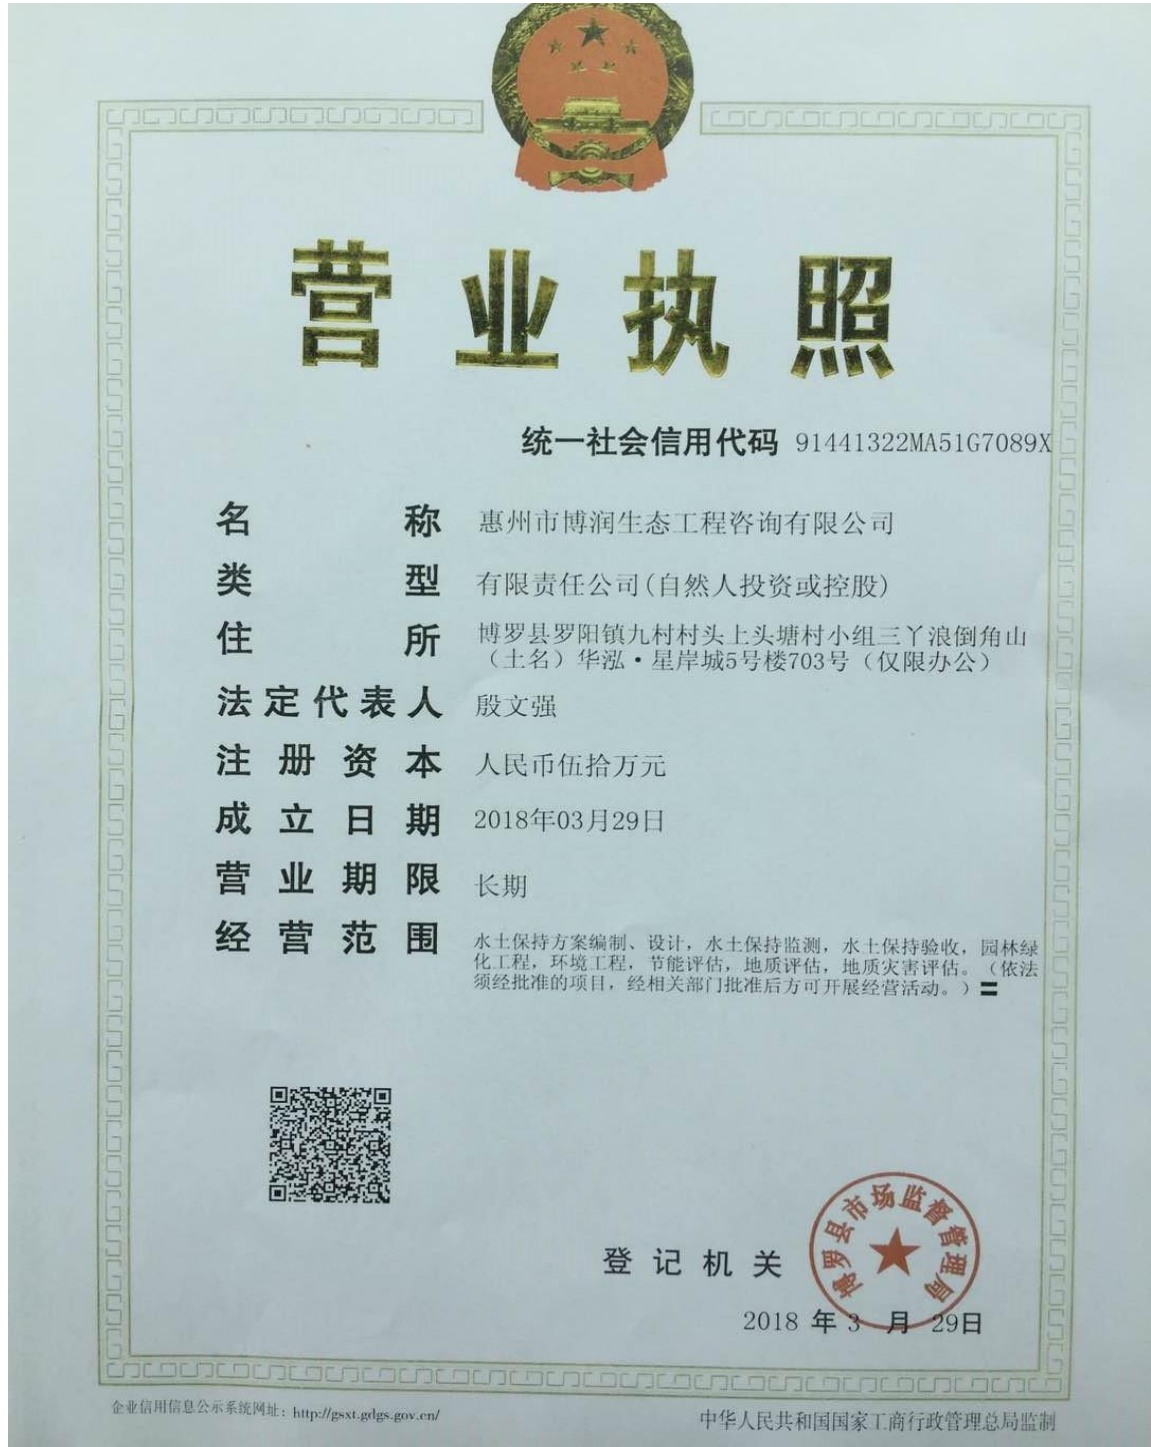 营业执照
统一社会信用代码 91441322MA51G7089X
名称 惠州市博润生态工程咨询有限公司
类型 有限责任公司(自然人投资或控股)
住所 博罗县罗阳镇九村村头上头塘村小组三丫浪倒角山
（土名）华泓·星岸城5号楼703号（仅限办公）
法定代表人 殷文强
注册资本 人民币伍拾万元
成立日期 2018年03月29日
营业期限 长期
经营范围 水土保持方案编制、设计，水土保持监测，水土保持验收，园林绿
化工程，环境工程，节能评估，地质评估，地质灾害评估。（依法
须经批准的项目，经相关部门批准后方可开展经营活动。）
博罗县市场监督管理局
登记机关
2018 年 3 月 29日
企业信用信息公示系统网址：http://gsxt.gdgs.gov.cn/
中华人民共和国国家工商行政管理总局监制